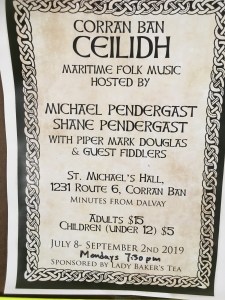 Corran Ban
Ceilidh
Maritime Folk Music
Hosted by
Michael Pendergast
Shane Pendergast
with Piper Mark Douglas
& Guest Fiddlers
St. Michael's Hall,
1231 Route 6, Corran Ban
Minutes from Dalvay
Adults $15
Children (under 12) $5
July 8- September 2nd 2019
Mondays 7:30 pm
Sponsored by Lady Baker's Tea